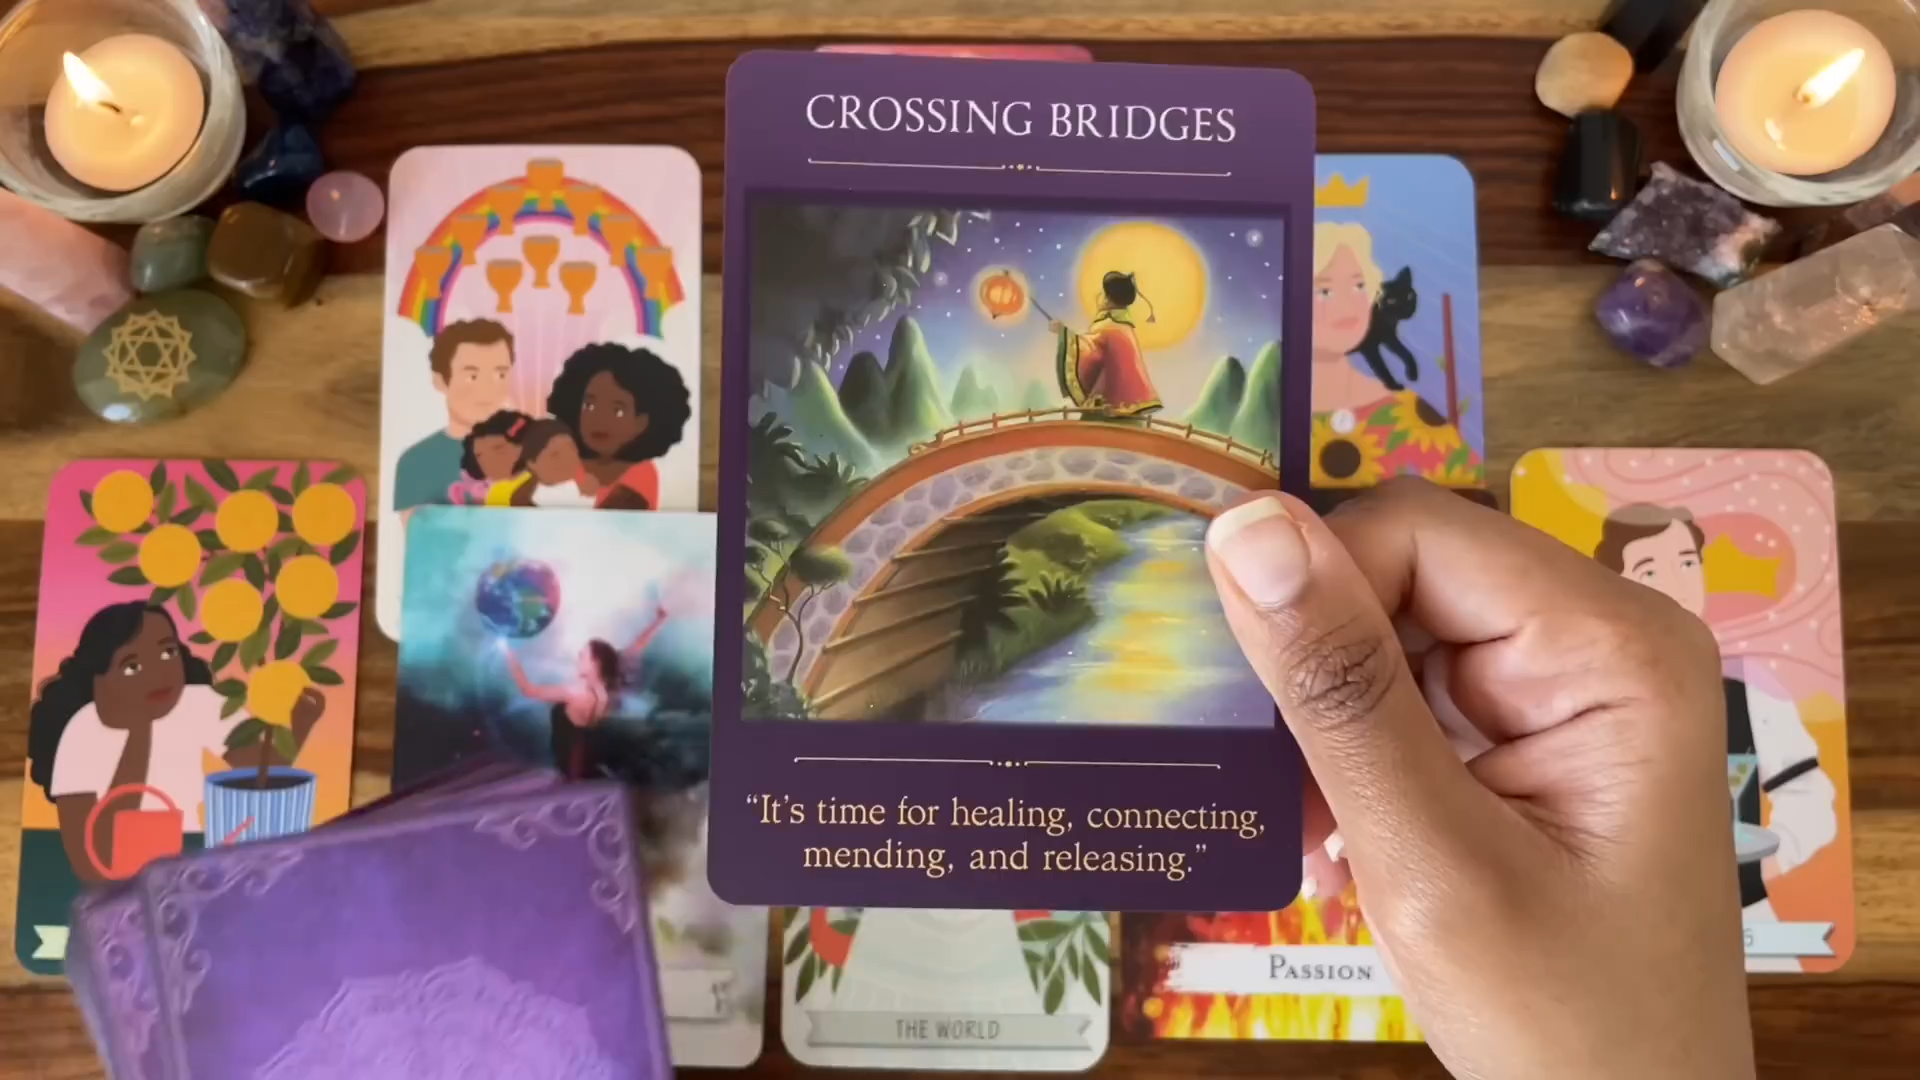 CROSSING BRIDGES
“It's time for healing, connecting,
mending, and releasing.”
PASSION
THE WORLD